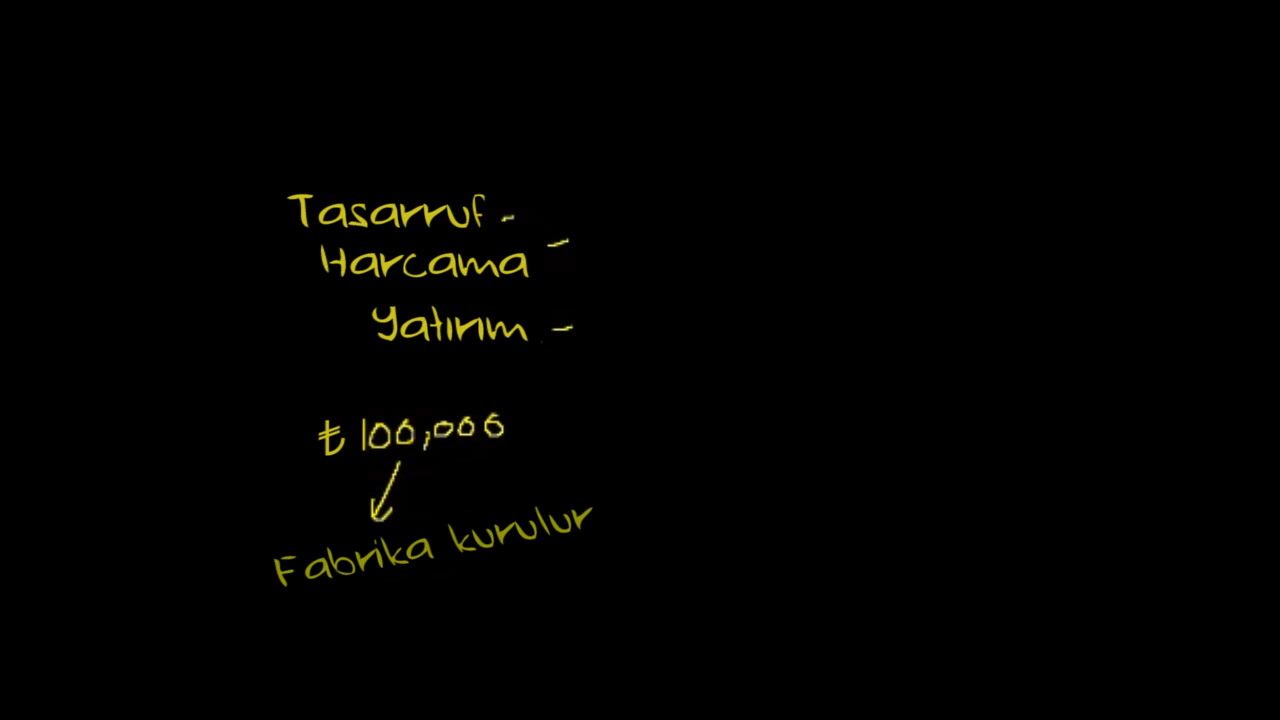 Tasarruf -
Harcama -
Yatırım -
₺ 100,000
Fabrika kurulur